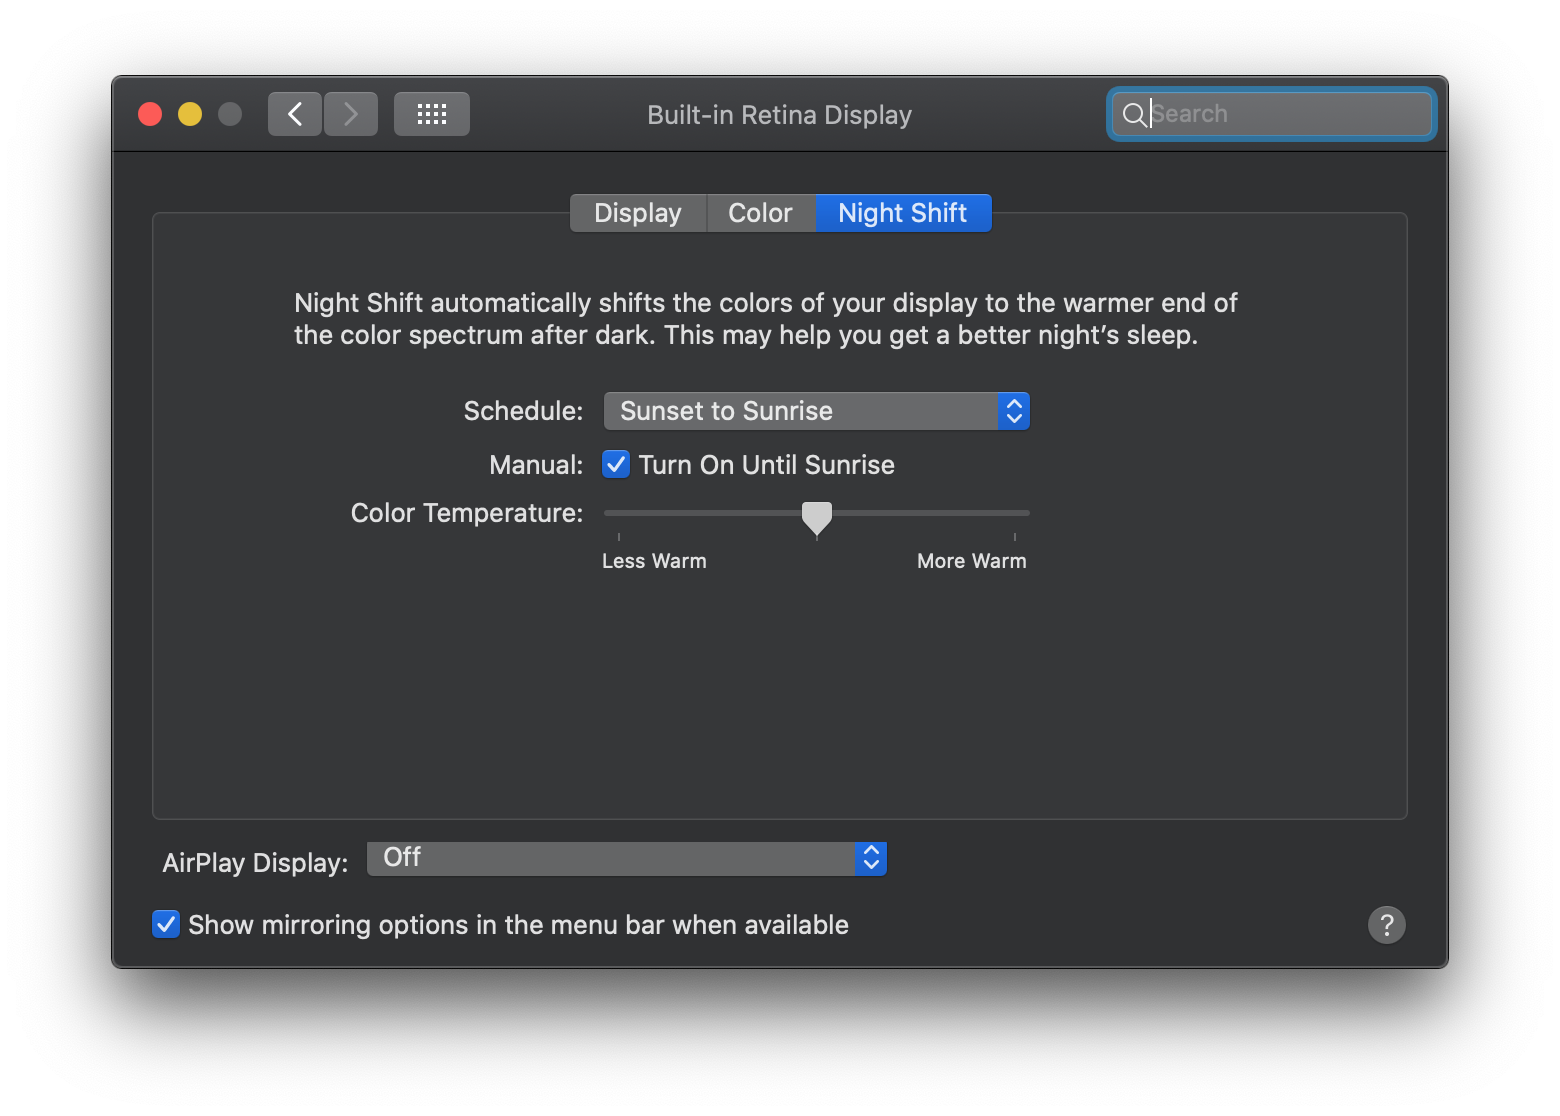 Built-in Retina Display
Search
Display
Color
Night Shift
Night Shift automatically shifts the colors of your display to the warmer end of
the color spectrum after dark. This may help you get a better night’s sleep.
Schedule: Sunset to Sunrise
Manual: Turn On Until Sunrise
Color Temperature:
Less Warm
More Warm
AirPlay Display: Off
Show mirroring options in the menu bar when available
?